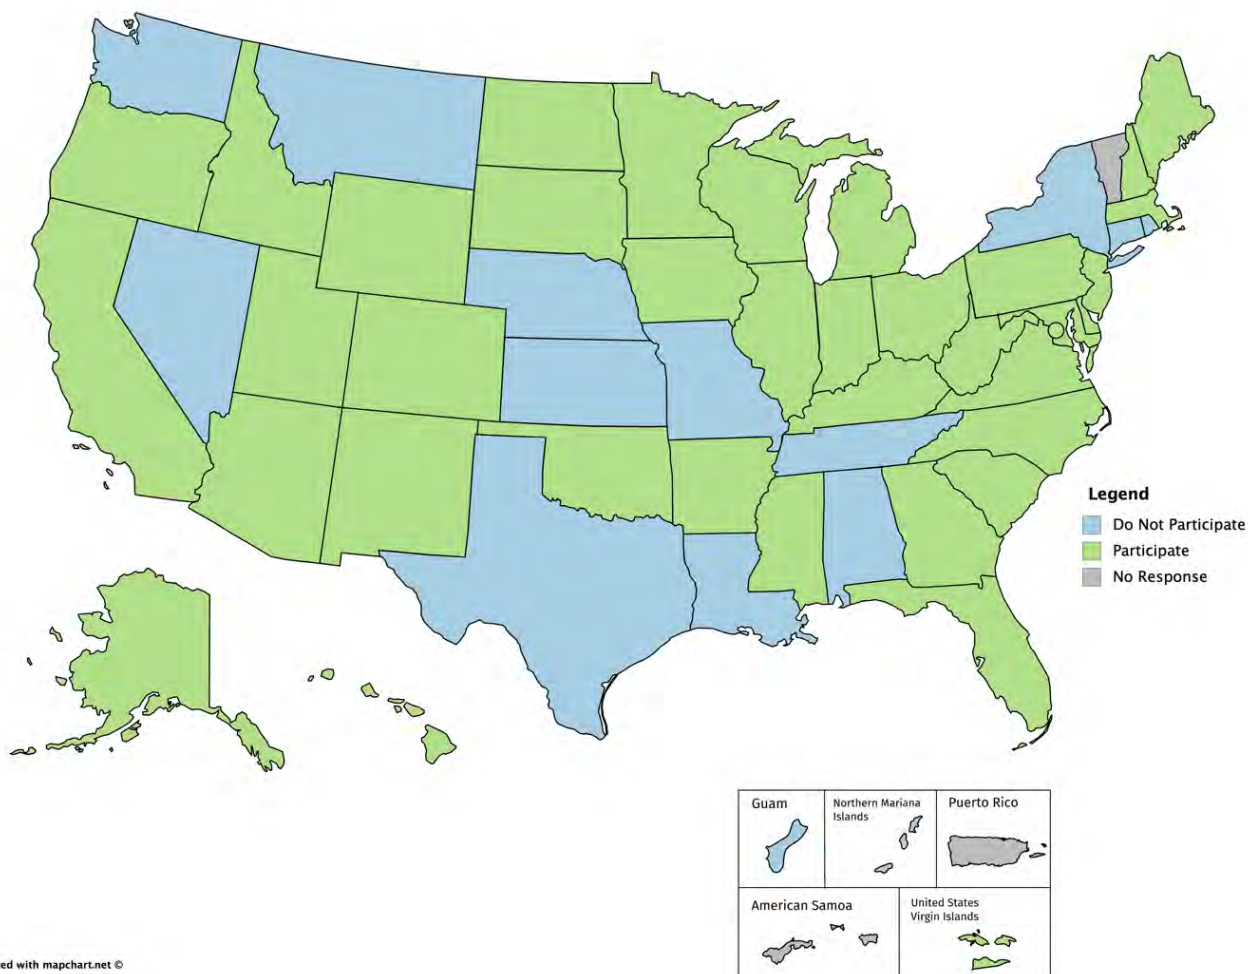 Legend
Do Not Participate
Participate
No Response
Guam
Northern Mariana
Islands
Puerto Rico
American Samoa
United States
Virgin Islands
ed with mapchart.net ©